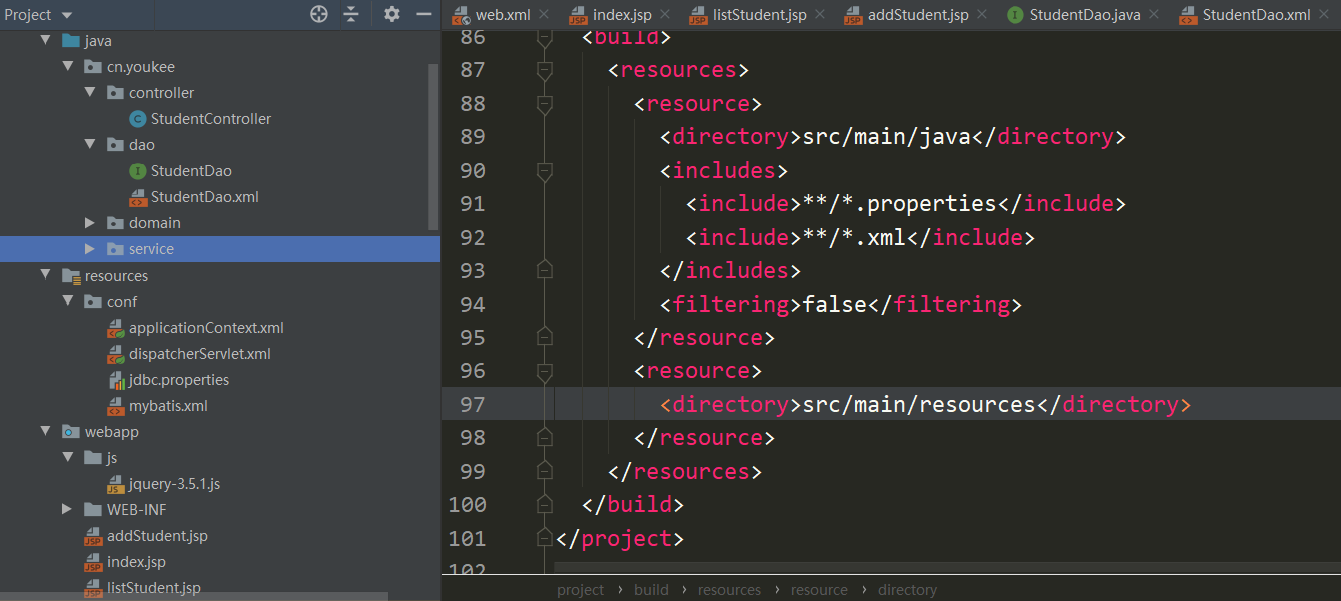 Project
java
cn.youkee
controller
StudentController
dao
StudentDao
StudentDao.xml
domain
service
resources
conf
applicationContext.xml
dispatcherServlet.xml
jdbc.properties
mybatis.xml
webapp
js
jquery-3.5.1.js
WEB-INF
addStudent.jsp
index.jsp
listStudent.jsp
web.xml index.jsp listStudent.jsp addStudent.jsp StudentDao.java StudentDao.xml
86 <build>
87 <resources>
88 <resource>
89 <directory>src/main/java</directory>
90 <includes>
91 <include>**/*.properties</include>
92 <include>**/*.xml</include>
93 </includes>
94 <filtering>false</filtering>
95 </resource>
96 <resource>
97 <directory>src/main/resources</directory>
98 </resource>
99 </resources>
100 </build>
101 </project>
102
project › build › resources › resource › directory